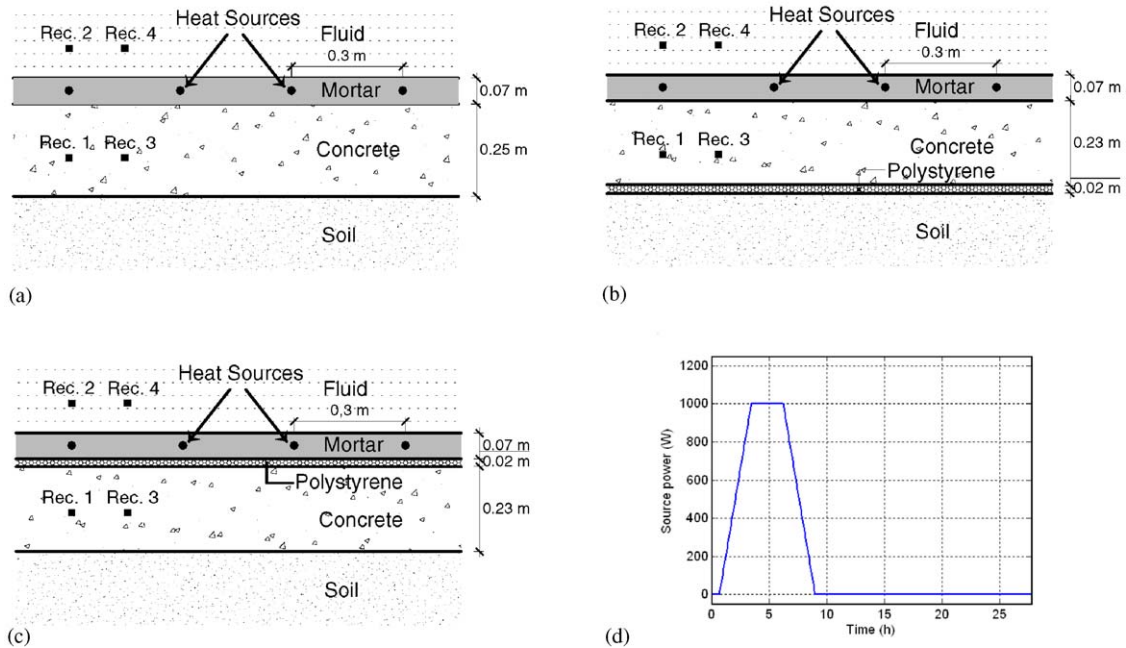 Heat Sources
Rec. 2 Rec. 4
Fluid
0.3 m
Mortar
0.07 m
Rec. 1 Rec. 3
Concrete
0.25 m
Soil
(a)
Heat Sources
Rec. 2 Rec. 4
Fluid
0.3 m
Mortar
0.07 m
Rec. 1 Rec. 3
Concrete
0.23 m
Polystyrene
0.02 m
Soil
(b)
Heat Sources
Rec. 2 Rec. 4
Fluid
0,3 m
Mortar
0.07 m
0.02 m
Polystyrene
Rec. 1 Rec. 3
Concrete
0.23 m
Soil
(c)
1200
1000
800
600
400
200
0
Source power (W)
0 5 10 15 20 25
Time (h)
(d)